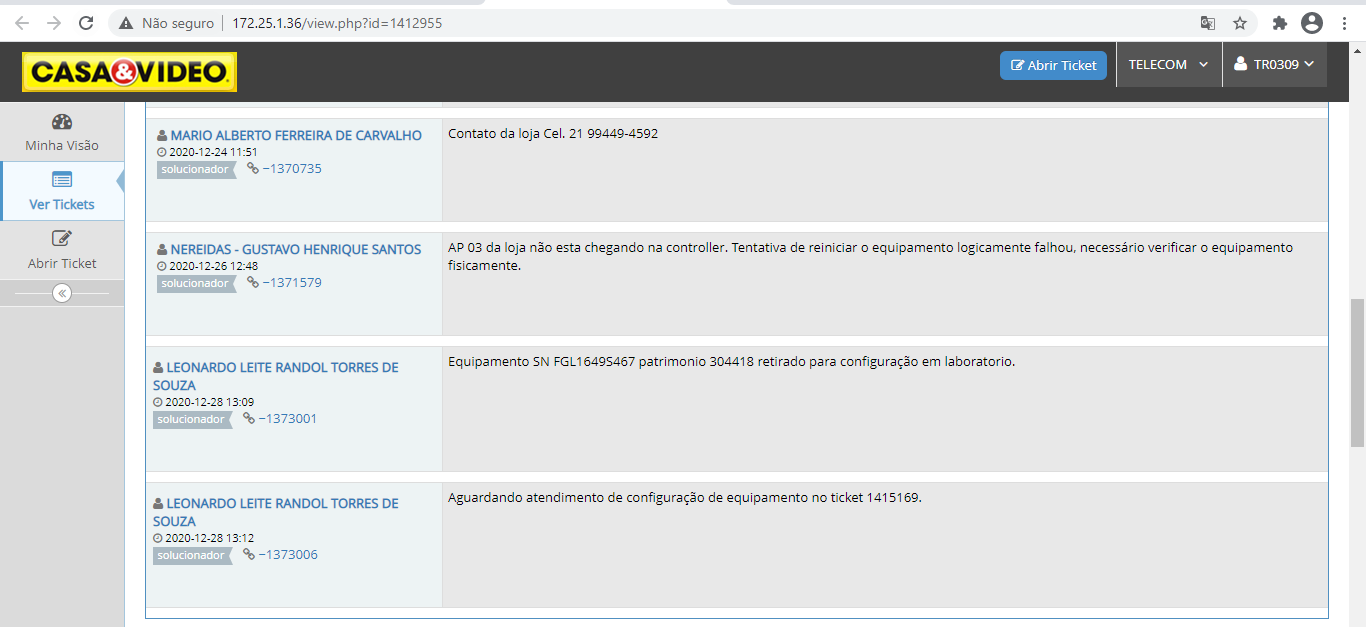 Não seguro
172.25.1.36/view.php?id=1412955
CASA&VIDEO
Abrir Ticket
TELECOM
TR0309
Minha Visão
Ver Tickets
Abrir Ticket
MARIO ALBERTO FERREIRA DE CARVALHO
2020-12-24 11:51
solucionador
~1370735
Contato da loja Cel. 21 99449-4592
NEREIDAS - GUSTAVO HENRIQUE SANTOS
2020-12-26 12:48
solucionador
~1371579
AP 03 da loja não esta chegando na controller. Tentativa de reiniciar o equipamento logicamente falhou, necessário verificar o equipamento
fisicamente.
LEONARDO LEITE RANDOL TORRES DE
SOUZA
2020-12-28 13:09
solucionador
~1373001
Equipamento SN FGL1649S467 patrimonio 304418 retirado para configuração em laboratorio.
LEONARDO LEITE RANDOL TORRES DE
SOUZA
2020-12-28 13:12
solucionador
~1373006
Aguardando atendimento de configuração de equipamento no ticket 1415169.